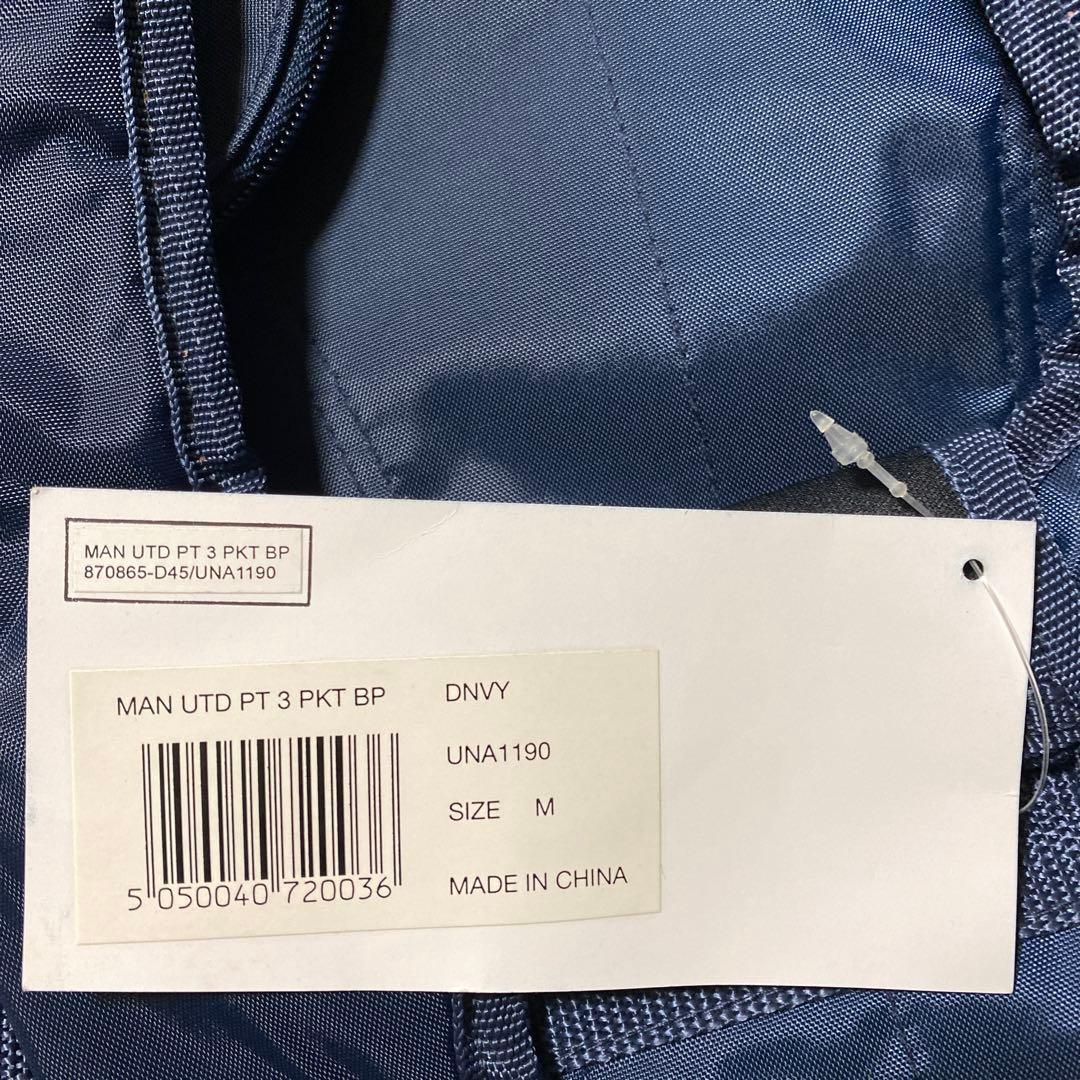 MAN UTD PT 3 PKT BP
870865-D45/UNA1190
MAN UTD PT 3 PKT BP
DNVY
UNA1190
SIZE M
MADE IN CHINA
5 050040 720036